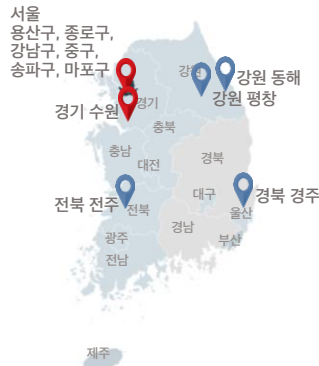 서울
용산구, 종로구,
강남구, 중구,
송파구, 마포구
강원
강원 동해
강원 평창
경기
경기 수원
충북
충남
대전
경북
전북 전주
전북
대구
경북 경주
울산
경남
부산
광주
전남
제주